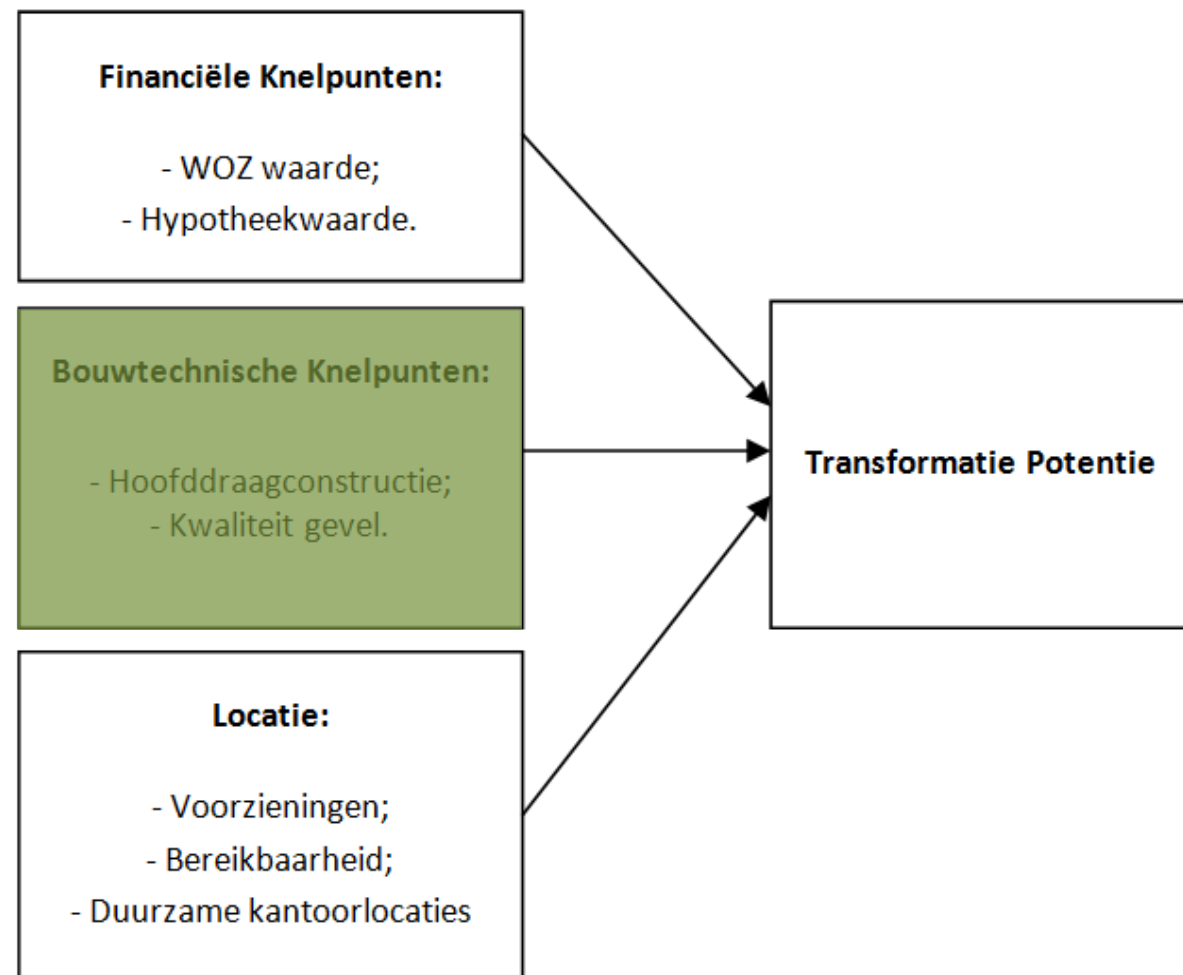 Financiële Knelpunten:
- WOZ waarde;
- Hypotheekwaarde.
Bouwtechnische Knelpunten:
- Hoofddraagconstructie;
- Kwaliteit gevel.
Locatie:
- Voorzieningen;
- Bereikbaarheid;
- Duurzame kantoorlocaties
Transformatie Potentie